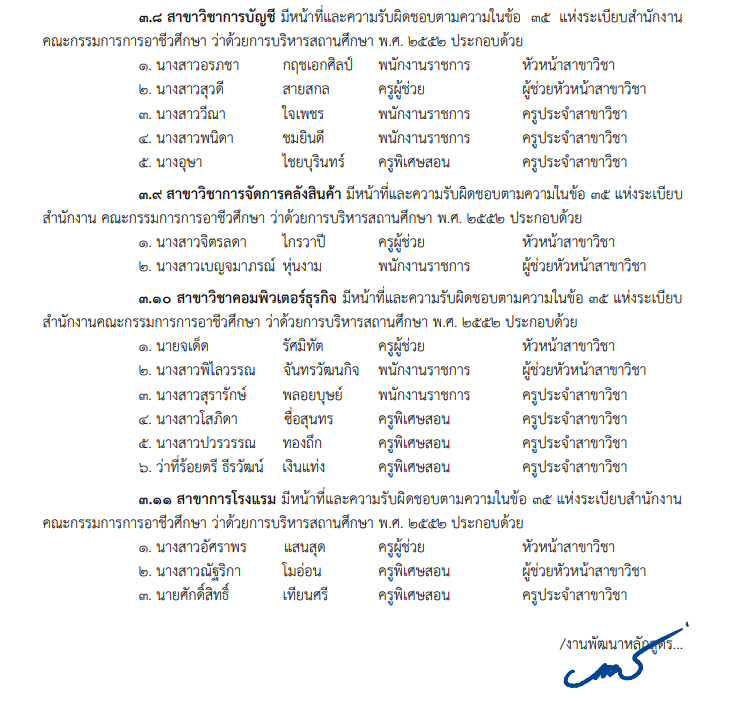 ๓.๘ สาขาวิชาการบัญชี มีหน้าที่และความรับผิดชอบตามความในข้อ ๓๕ แห่งระเบียบสำนักงาน
คณะกรรมการการอาชีวศึกษา ว่าด้วยการบริหารสถานศึกษา พ.ศ. ๒๕๕๒ ประกอบด้วย
๑. นางสาวอรภชา กฤชเอกศิลป์ พนักงานราชการ หัวหน้าสาขาวิชา
๒. นางสาวสุวดี สายสกล ครูผู้ช่วย ผู้ช่วยหัวหน้าสาขาวิชา
๓. นางสาววีณา ใจเพชร พนักงานราชการ ครูประจำสาขาวิชา
๔. นางสาวพนิดา ชมยินดี พนักงานราชการ ครูประจำสาขาวิชา
๕. นางอุษา ไชยบุรินทร์ ครูพิเศษสอน ครูประจำสาขาวิชา
๓.๙ สาขาวิชาการจัดการคลังสินค้า มีหน้าที่และความรับผิดชอบตามความในข้อ ๓๕ แห่งระเบียบ
สำนักงาน คณะกรรมการการอาชีวศึกษา ว่าด้วยการบริหารสถานศึกษา พ.ศ. ๒๕๕๒ ประกอบด้วย
๑. นางสาวจิตรลดา ไกรวาปี ครูผู้ช่วย หัวหน้าสาขาวิชา
๒. นางสาวเบญจมาภรณ์ หุ่นงาม พนักงานราชการ ผู้ช่วยหัวหน้าสาขาวิชา
๓.๑๐ สาขาวิชาคอมพิวเตอร์ธุรกิจ มีหน้าที่และความรับผิดชอบตามความในข้อ ๓๕ แห่งระเบียบ
สำนักงานคณะกรรมการการอาชีวศึกษา ว่าด้วยการบริหารสถานศึกษา พ.ศ. ๒๕๕๒ ประกอบด้วย
๑. นายจเด็ด รัศมิทัต ครูผู้ช่วย หัวหน้าสาขาวิชา
๒. นางสาวพิไลวรรณ จันทรวัฒนกิจ พนักงานราชการ ผู้ช่วยหัวหน้าสาขาวิชา
๓. นางสาวสุรารักษ์ พลอยบุษย์ พนักงานราชการ ครูประจำสาขาวิชา
๔. นางสาวโสภิดา ซื่อสุนทร ครูพิเศษสอน ครูประจำสาขาวิชา
๕. นางสาวปวรวรรณ ทองถึก ครูพิเศษสอน ครูประจำสาขาวิชา
๖. ว่าที่ร้อยตรี ธีรวัฒน์ เงินแท่ง ครูพิเศษสอน ครูประจำสาขาวิชา
๓.๑๑ สาขาการโรงแรม มีหน้าที่และความรับผิดชอบตามความในข้อ ๓๕ แห่งระเบียบสำนักงาน
คณะกรรมการการอาชีวศึกษา ว่าด้วยการบริหารสถานศึกษา พ.ศ. ๒๕๕๒ ประกอบด้วย
๑. นางสาวอัศราพร แสนสุด ครูผู้ช่วย หัวหน้าสาขาวิชา
๒. นางสาวณัฐริกา โมอ่อน ครูพิเศษสอน ผู้ช่วยหัวหน้าสาขาวิชา
๓. นายศักดิ์สิทธิ์ เทียนศรี ครูพิเศษสอน ครูประจำสาขาวิชา
/งานพัฒนาหลักสูตร...